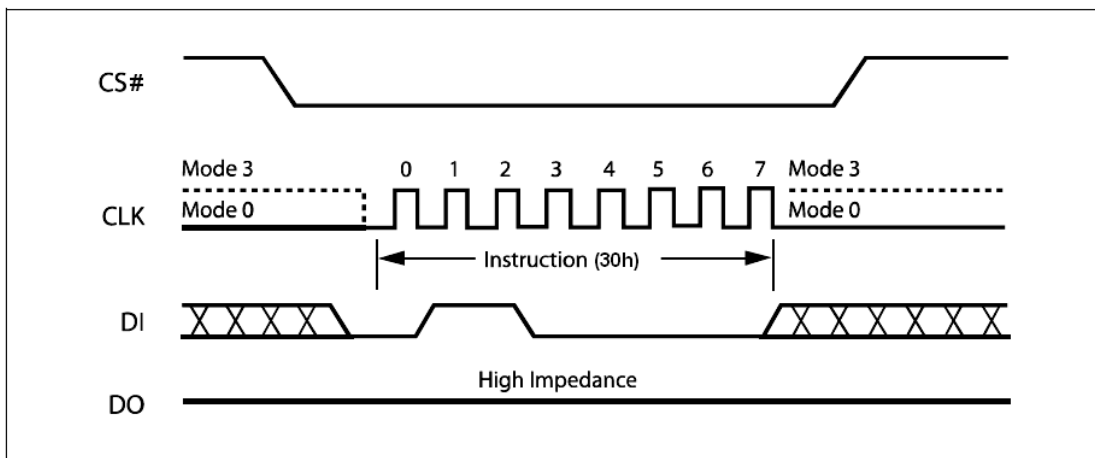 CS#
Mode 3 0 1 2 3 4 5 6 7 Mode 3
CLK Mode 0 Mode 0
Instruction (30h)
DI
High Impedance
DO